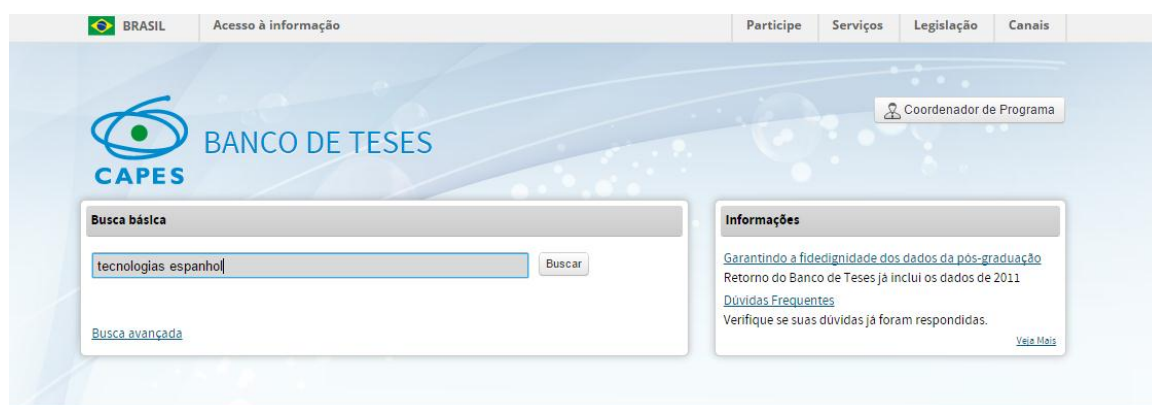 BRASIL Acesso à informação Participe Serviços Legislação Canais
Coordenador de Programa
BANCO DE TESES
CAPES
Busca básica
tecnologias espanhol
Buscar
Busca avançada
Informações
Garantindo a fidedignidade dos dados da pós-graduação
Retorno do Banco de Teses já inclui os dados de 2011
Dúvidas Frequentes
Verifique se suas dúvidas já foram respondidas.
Veja Mais